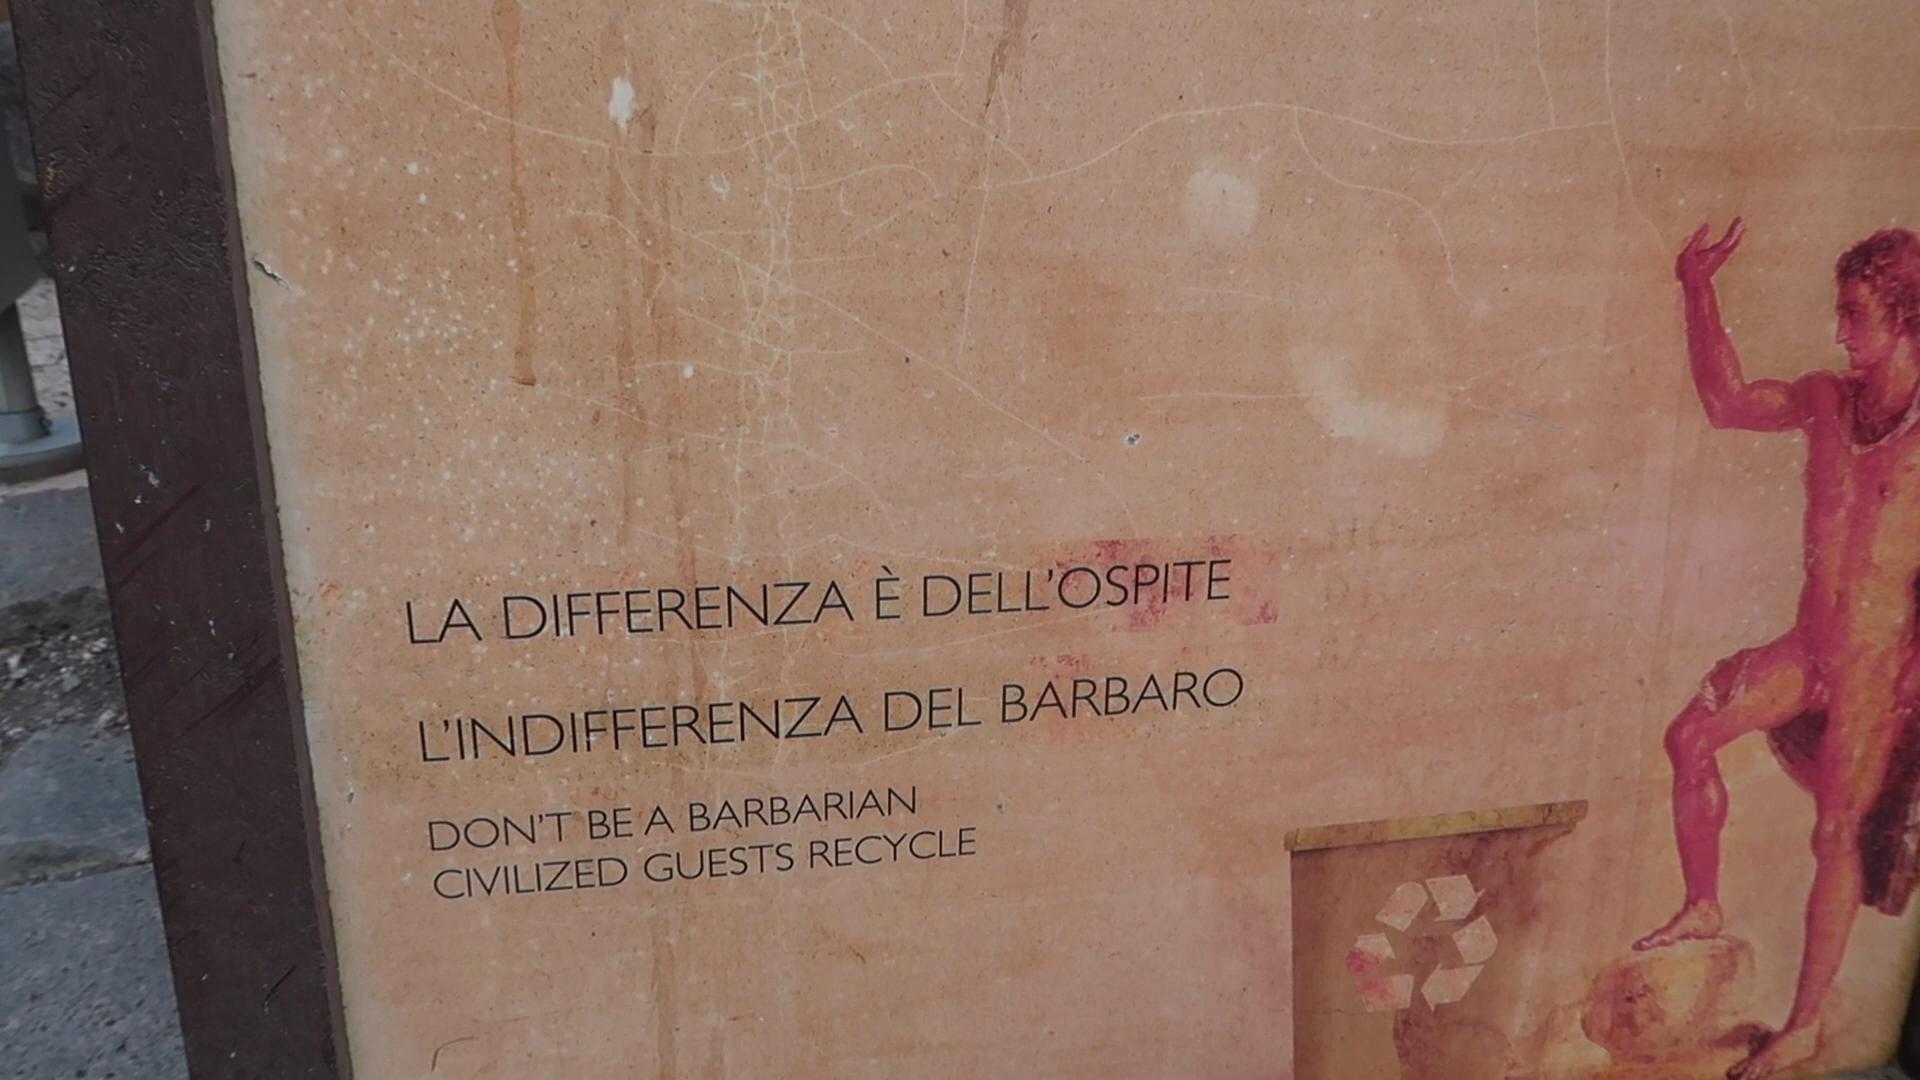 LA DIFFERENZA È DELL'OSPITE
L'INDIFFERENZA DEL BARBARO
DON'T BE A BARBARIAN
CIVILIZED GUESTS RECYCLE